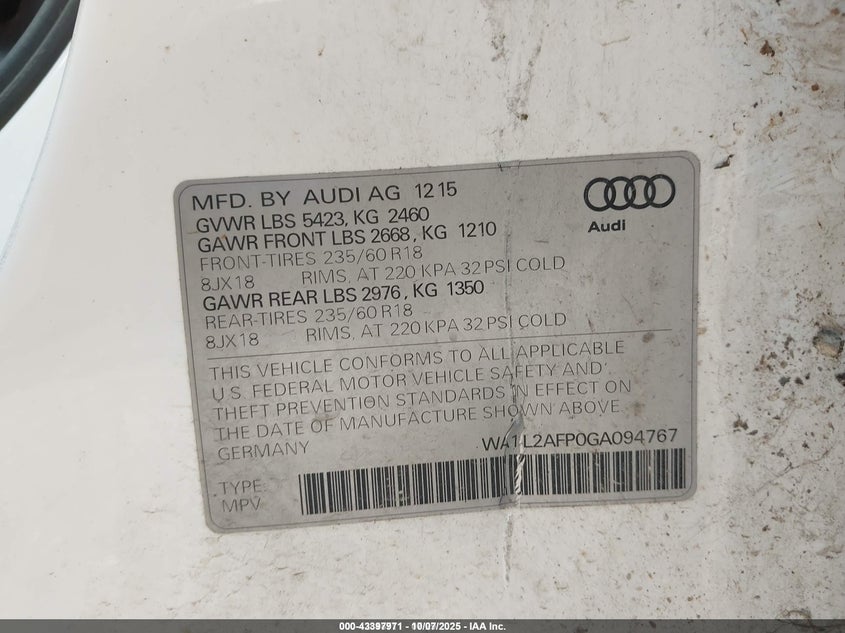 MFD. BY AUDI AG 12 15
GVWR LBS 5423, KG 2460
GAWR FRONT LBS 2668, KG 1210
FRONT-TIRES 235/60 R18
8JX18 RIMS, AT 220 KPA 32 PSI COLD
GAWR REAR LBS 2976, KG 1350
REAR-TIRES 235/60 R18
8JX18 RIMS, AT 220 KPA 32 PSI COLD
Audi
THIS VEHICLE CONFORMS TO ALL APPLICABLE
U.S. FEDERAL MOTOR VEHICLE SAFETY AND
THEFT PREVENTION STANDARDS IN EFFECT ON
THE DATE OF MANUFACTURE SHOWN ABOVE.
GERMANY WA1L2AFP0GA094767
TYPE:
MPV
000-43397971 - 10/07/2025 - IAA Inc.